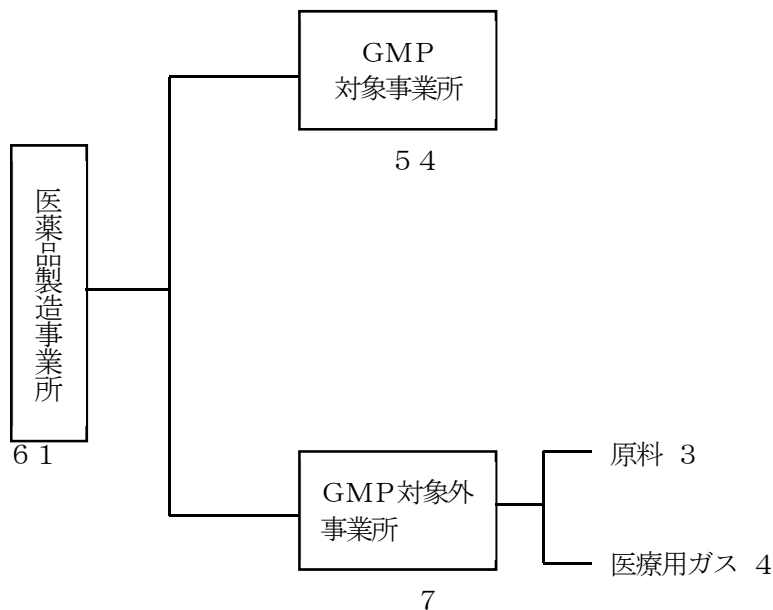 GMP
対象事業所
５４
医薬品製造事業所
６１
GMP対象外
事業所
７
原料 ３
医療用ガス ４